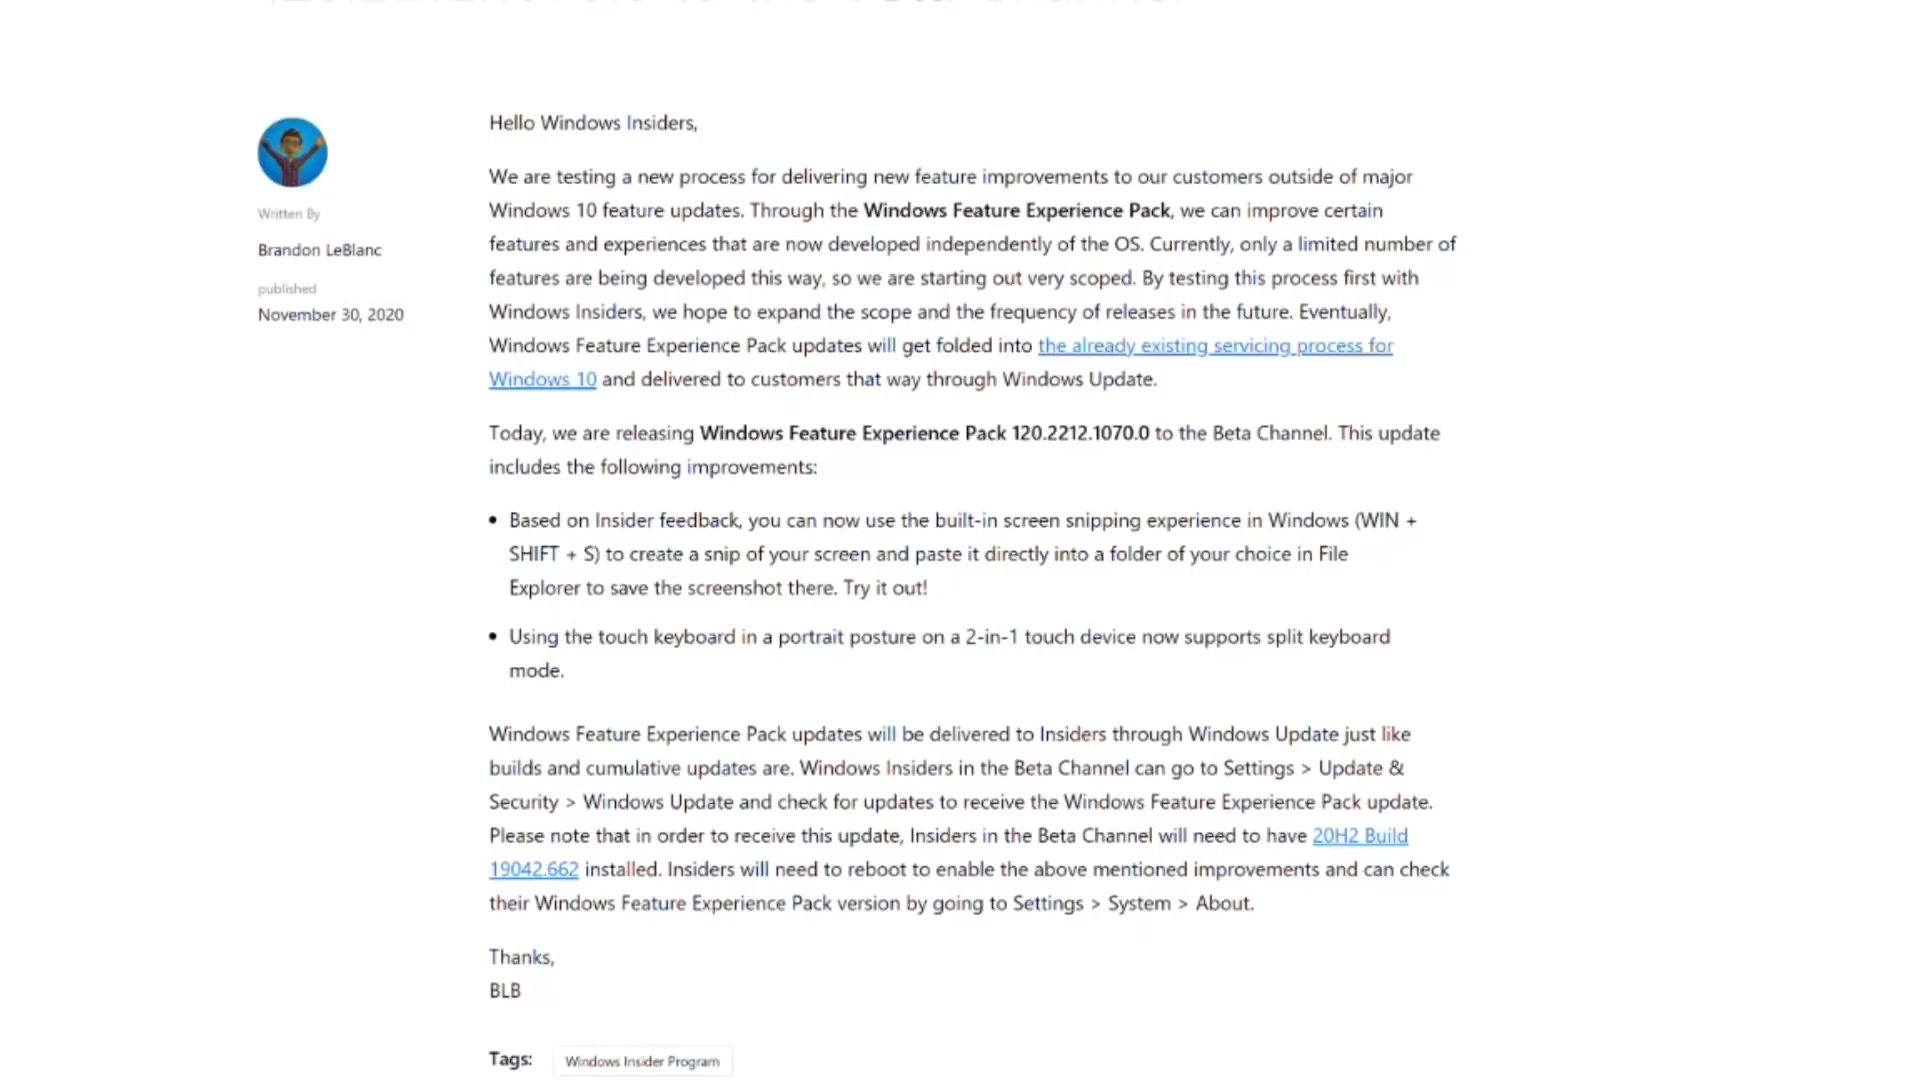 Hello Windows Insiders,
Written By
Brandon LeBlanc
published
November 30, 2020
We are testing a new process for delivering new feature improvements to our customers outside of major
Windows 10 feature updates. Through the Windows Feature Experience Pack, we can improve certain
features and experiences that are now developed independently of the OS. Currently, only a limited number of
features are being developed this way, so we are starting out very scoped. By testing this process first with
Windows Insiders, we hope to expand the scope and the frequency of releases in the future. Eventually,
Windows Feature Experience Pack updates will get folded into the already existing servicing process for
Windows 10 and delivered to customers that way through Windows Update.
Today, we are releasing Windows Feature Experience Pack 120.2212.1070.0 to the Beta Channel. This update
includes the following improvements:
• Based on Insider feedback, you can now use the built-in screen snipping experience in Windows (WIN +
SHIFT + S) to create a snip of your screen and paste it directly into a folder of your choice in File
Explorer to save the screenshot there. Try it out!
• Using the touch keyboard in a portrait posture on a 2-in-1 touch device now supports split keyboard
mode.
Windows Feature Experience Pack updates will be delivered to Insiders through Windows Update just like
builds and cumulative updates are. Windows Insiders in the Beta Channel can go to Settings > Update &
Security > Windows Update and check for updates to receive the Windows Feature Experience Pack update.
Please note that in order to receive this update, Insiders in the Beta Channel will need to have 20H2 Build
19042.662 installed. Insiders will need to reboot to enable the above mentioned improvements and can check
their Windows Feature Experience Pack version by going to Settings > System > About.
Thanks,
BLB
Tags: Windows Insider Program